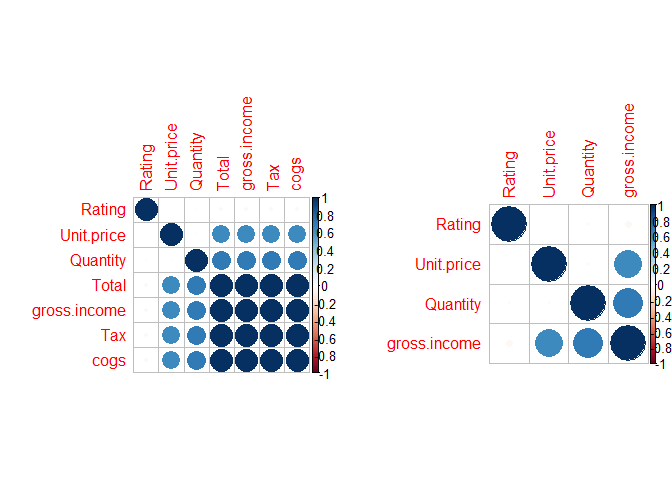 Rating
Unit.price
Quantity
Total
gross.income
Tax
cogs
Rating
Unit.price
Quantity
Total
gross.income
Tax
cogs
1
0.8
0.6
0.4
0.2
0
-0.2
-0.4
-0.6
-0.8
-1
Rating
Unit.price
Quantity
gross.income
Rating
Unit.price
Quantity
gross.income
1
0.8
0.6
0.4
0.2
0
-0.2
-0.4
-0.6
-0.8
-1